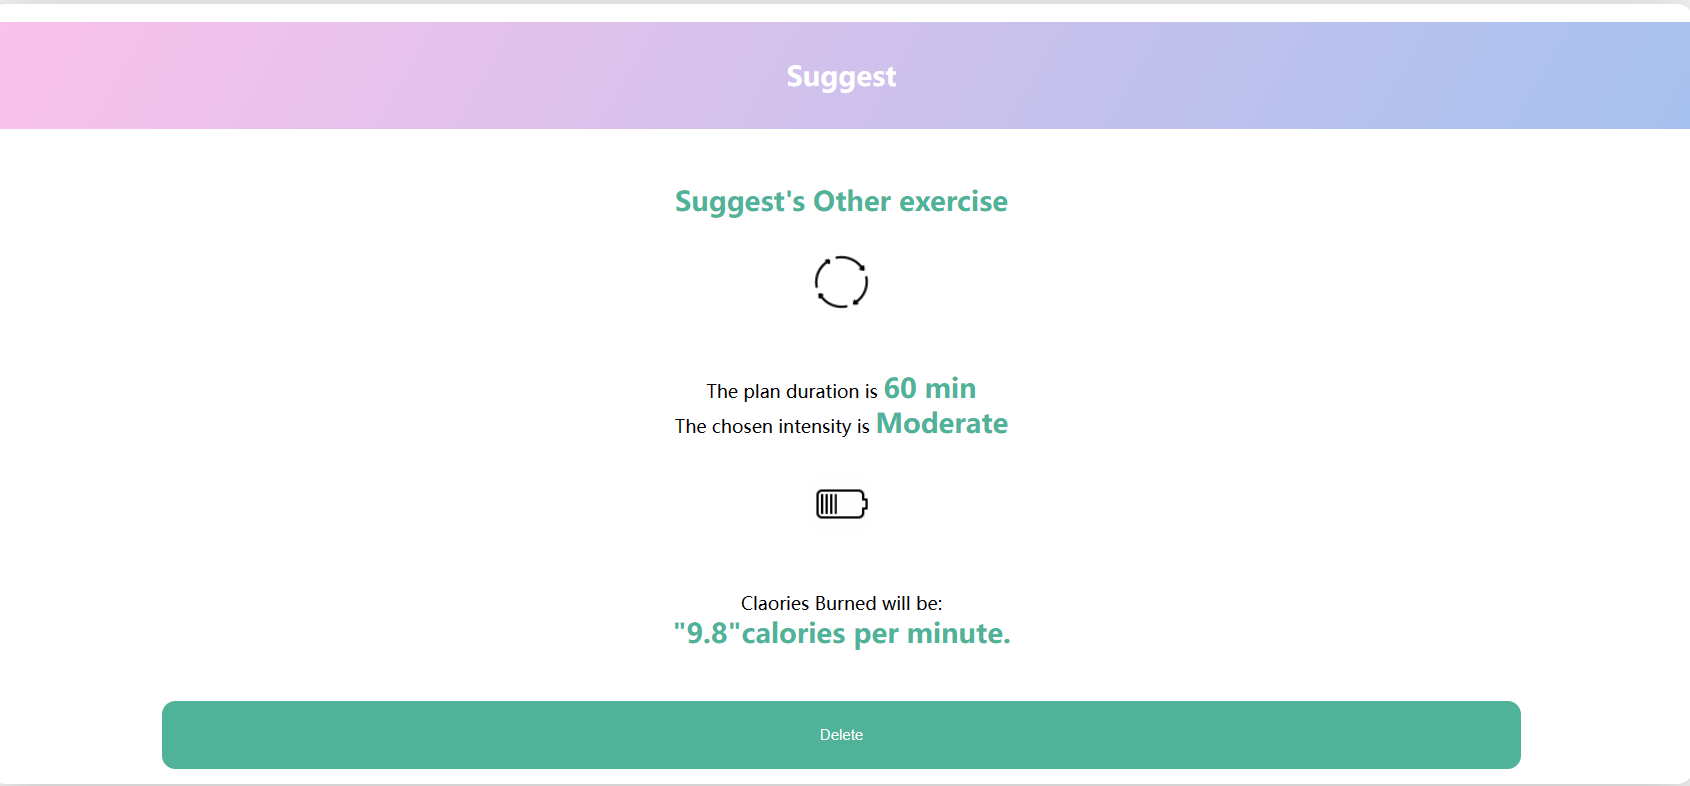 Suggest
Suggest's Other exercise
The plan duration is 60 min
The chosen intensity is Moderate
Claories Burned will be:
"9.8"calories per minute.
Delete